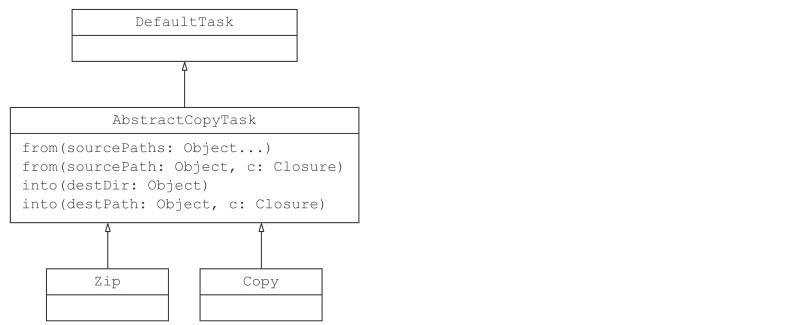 DefaultTask
AbstractCopyTask
from(sourcePaths: Object...)
from(sourcePath: Object, c: Closure)
into(destDir: Object)
into(destPath: Object, c: Closure)
Zip
Copy